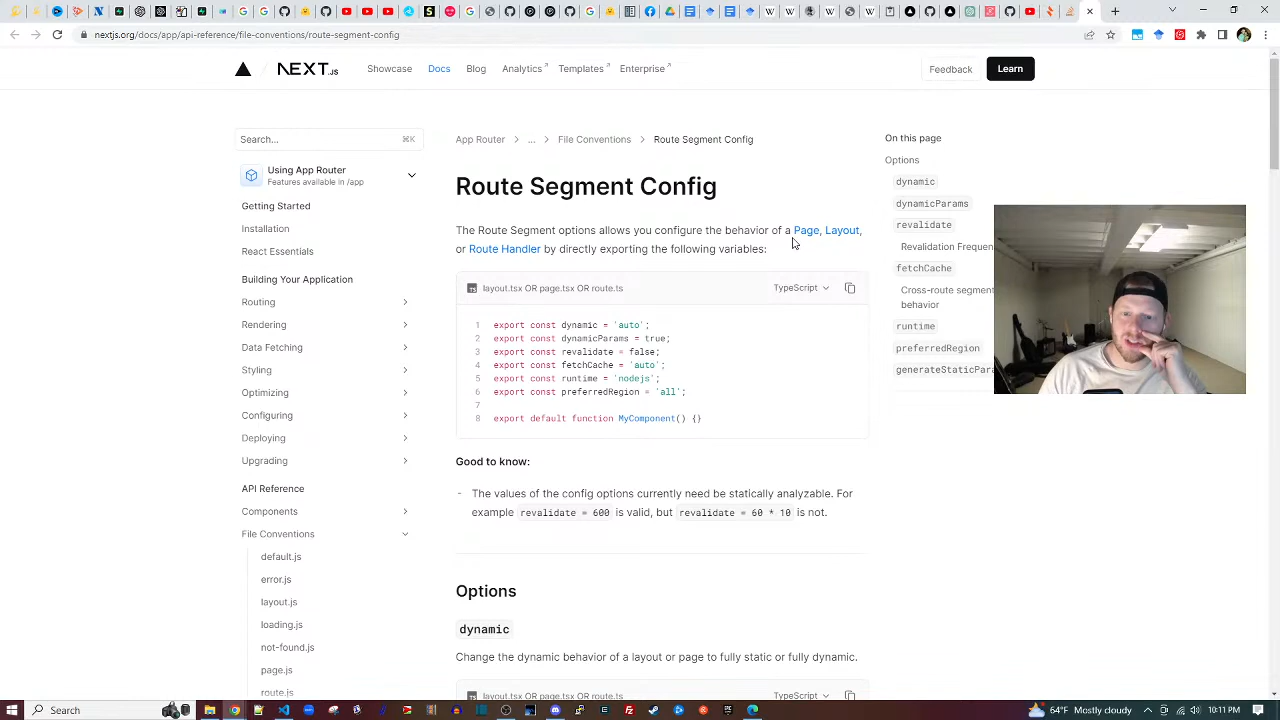 nextjs.org/docs/app/api-reference/file-conventions/route-segment-config
NEXT.JS
Showcase
Docs
Blog
Analytics
Templates
Enterprise
Feedback
Learn
Search...
⌘K
App Router > ... > File Conventions > Route Segment Config
On this page
Using App Router
Features available in /app
Options
Getting Started
Installation
React Essentials
Building Your Application
Routing
Rendering
Data Fetching
Styling
Optimizing
Configuring
Deploying
Upgrading
API Reference
Components
File Conventions
default.js
error.js
layout.js
loading.js
not-found.js
page.js
route.js
Route Segment Config
The Route Segment options allows you configure the behavior of a Page, Layout,
or Route Handler by directly exporting the following variables:
layout.tsx OR page.tsx OR route.ts
TypeScript
1 export const dynamic = 'auto';
2 export const dynamicParams = true;
3 export const revalidate = false;
4 export const fetchCache = 'auto';
5 export const runtime = 'nodejs';
6 export const preferredRegion = 'all';
7
8 export default function MyComponent() {}
Good to know:
- The values of the config options currently need be statically analyzable. For
example revalidate = 600 is valid, but revalidate = 60 * 10 is not.
Options
dynamic
Change the dynamic behavior of a layout or page to fully static or fully dynamic.
layout.tsx OR page.tsx OR route.ts
TypeScript
dynamic
dynamicParams
revalidate
Revalidation Frequen
fetchCache
Cross-route segment
behavior
runtime
preferredRegion
generateStaticPara
Search
64°F Mostly cloudy
10:11 PM